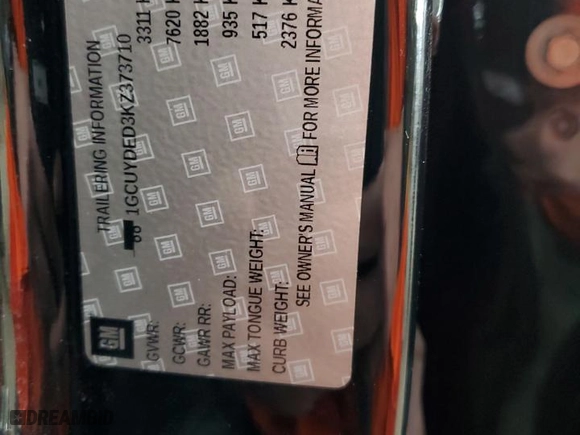 GM
TRAILERING INFORMATION
1GCUYDED3KZ373710
GVWR: 3311 K
GCWR: 7620 K
GAWR RR: 1882 K
MAX PAYLOAD: 935 K
MAX TONGUE WEIGHT: 517 K
CURB WEIGHT: 2376 K
SEE OWNER'S MANUAL FOR MORE INFORMA